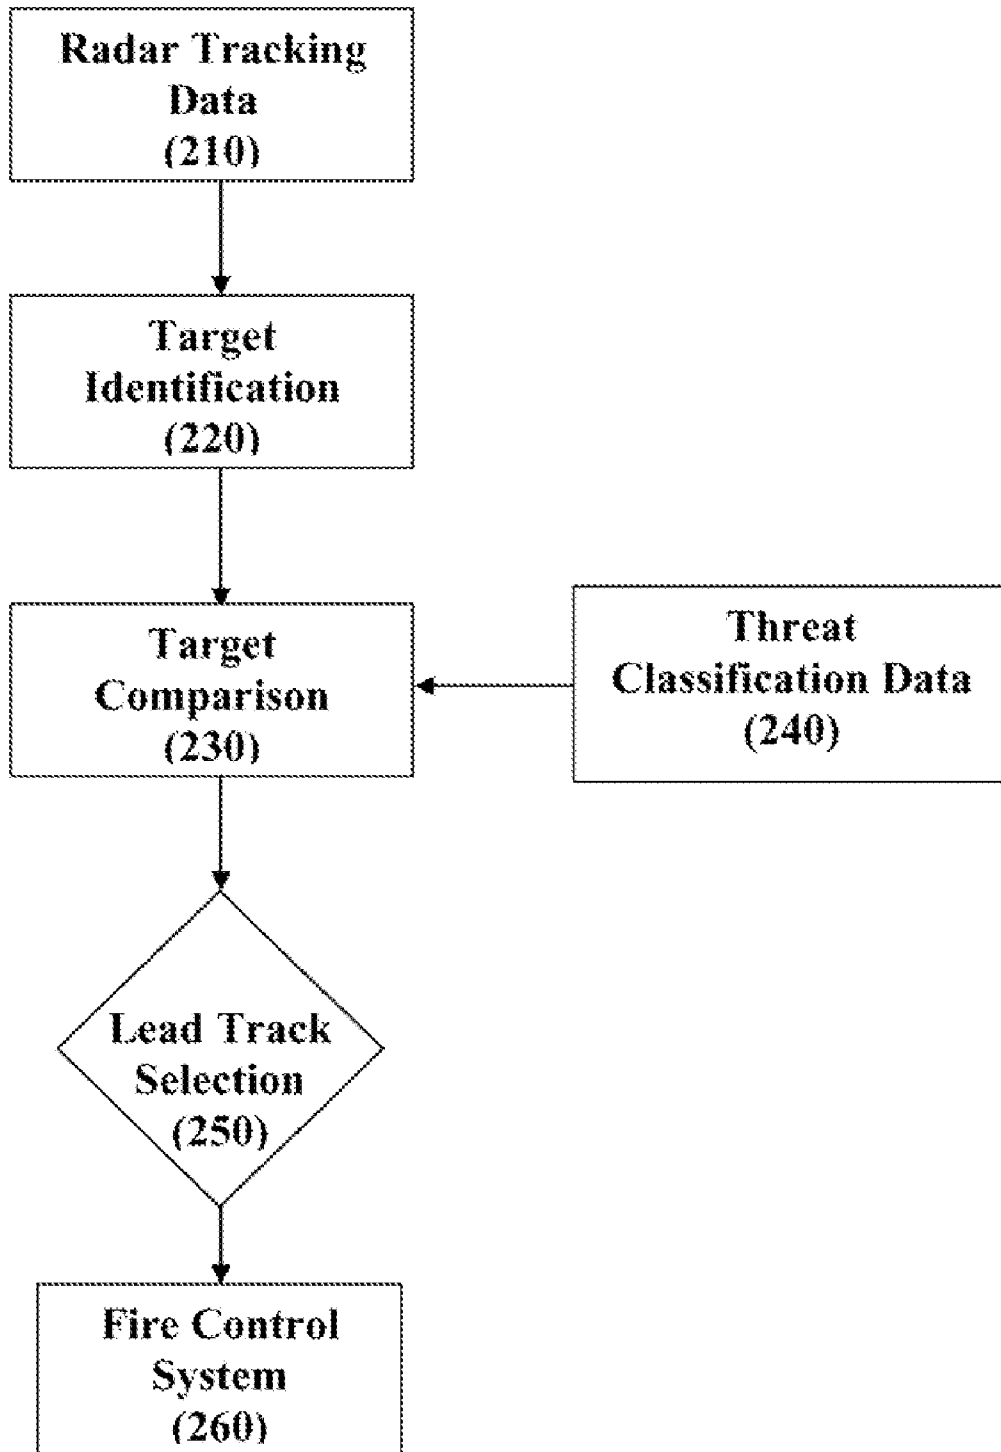 Radar Tracking
Data
(210)
Target
Identification
(220)
Target
Comparison
(230)
Threat
Classification Data
(240)
Lead Track
Selection
(250)
Fire Control
System
(260)